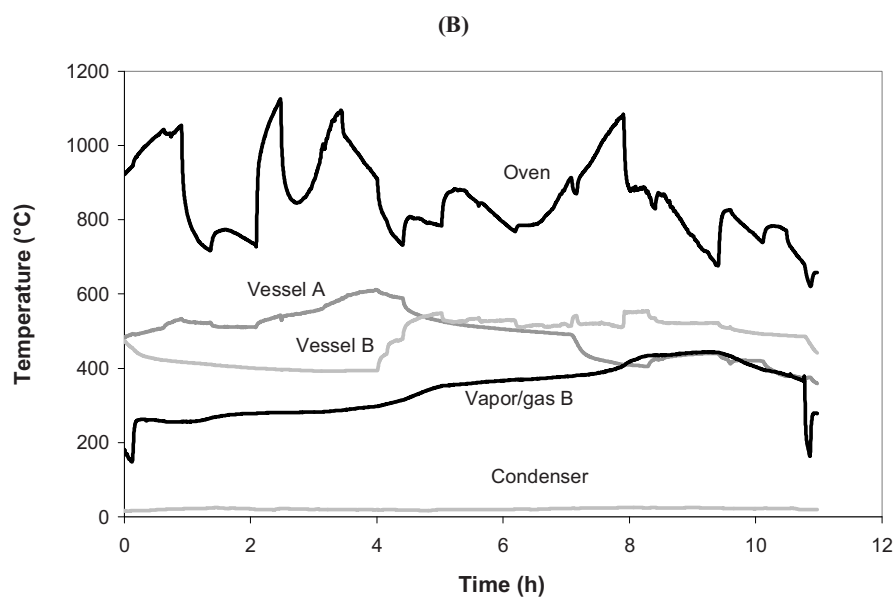 (B)
1200
1000
Oven
800
Temperature (°C)
600
Vessel A
Vessel B
400
Vapor/gas B
200
Condenser
0
0 2 4 6 8 10 12
Time (h)